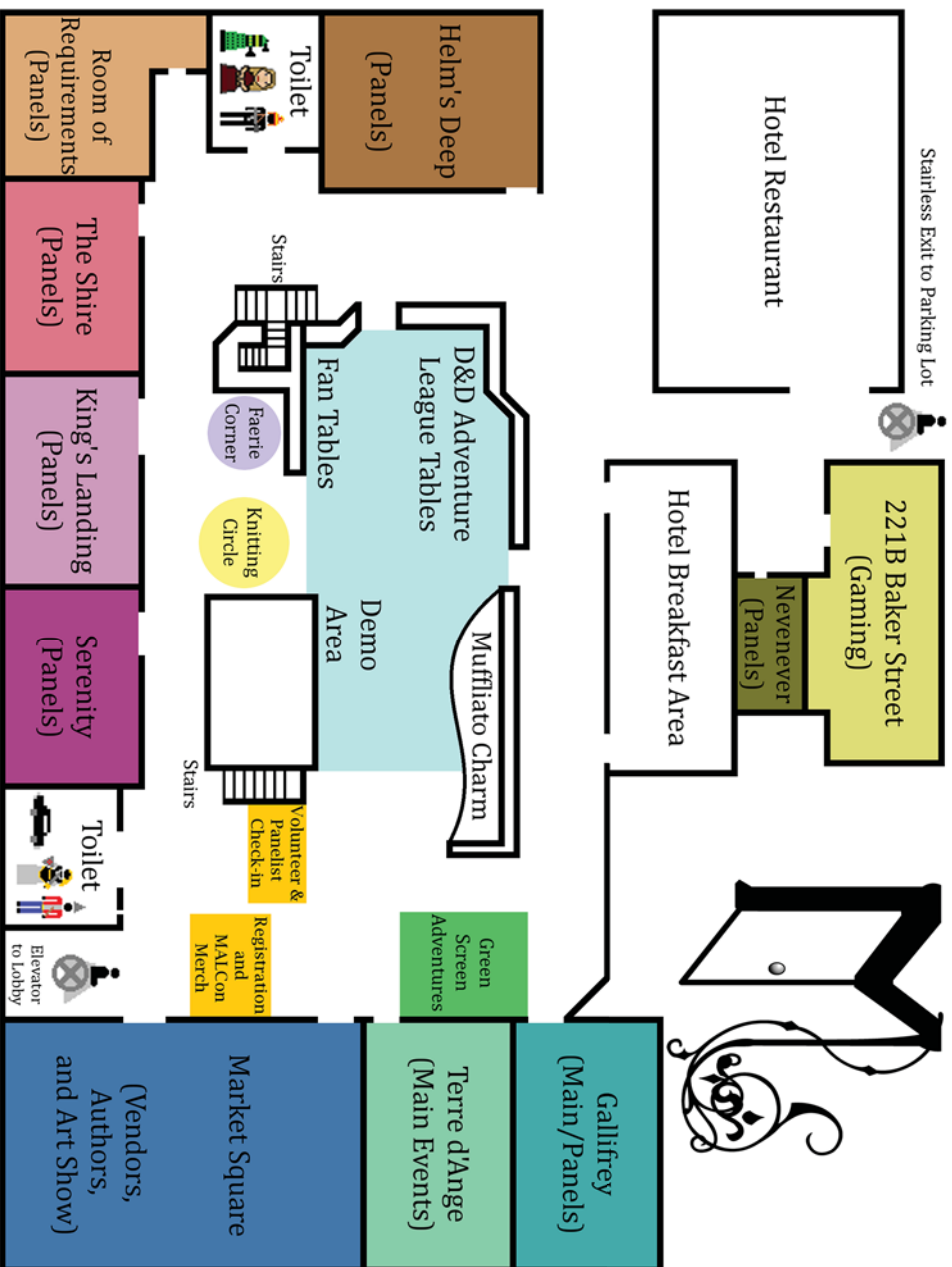 Stairless Exit to Parking Lot
221B Baker Street
(Gaming)
Hotel Restaurant
Nevenever
(Panels)
Hotel Breakfast Area
Gallifrey
(Main/Panels)
Helm's Deep
(Panels)
D&D Adventure
League Tables
Muffliato Charm
Green
Screen
Adventures
Terre d'Ange
(Main Events)
Toilet
Stairs
Fan Tables
Demo
Area
Faerie
Corner
Knitting
Circle
Stairs
Volunteer &
Panelist
Check-in
Registration
and
MALCon
Merch
Market Square
(Vendors,
Authors,
and Art Show)
Room of
Requirements
(Panels)
The Shire
(Panels)
King's Landing
(Panels)
Serenity
(Panels)
Toilet
Elevator
to Lobby